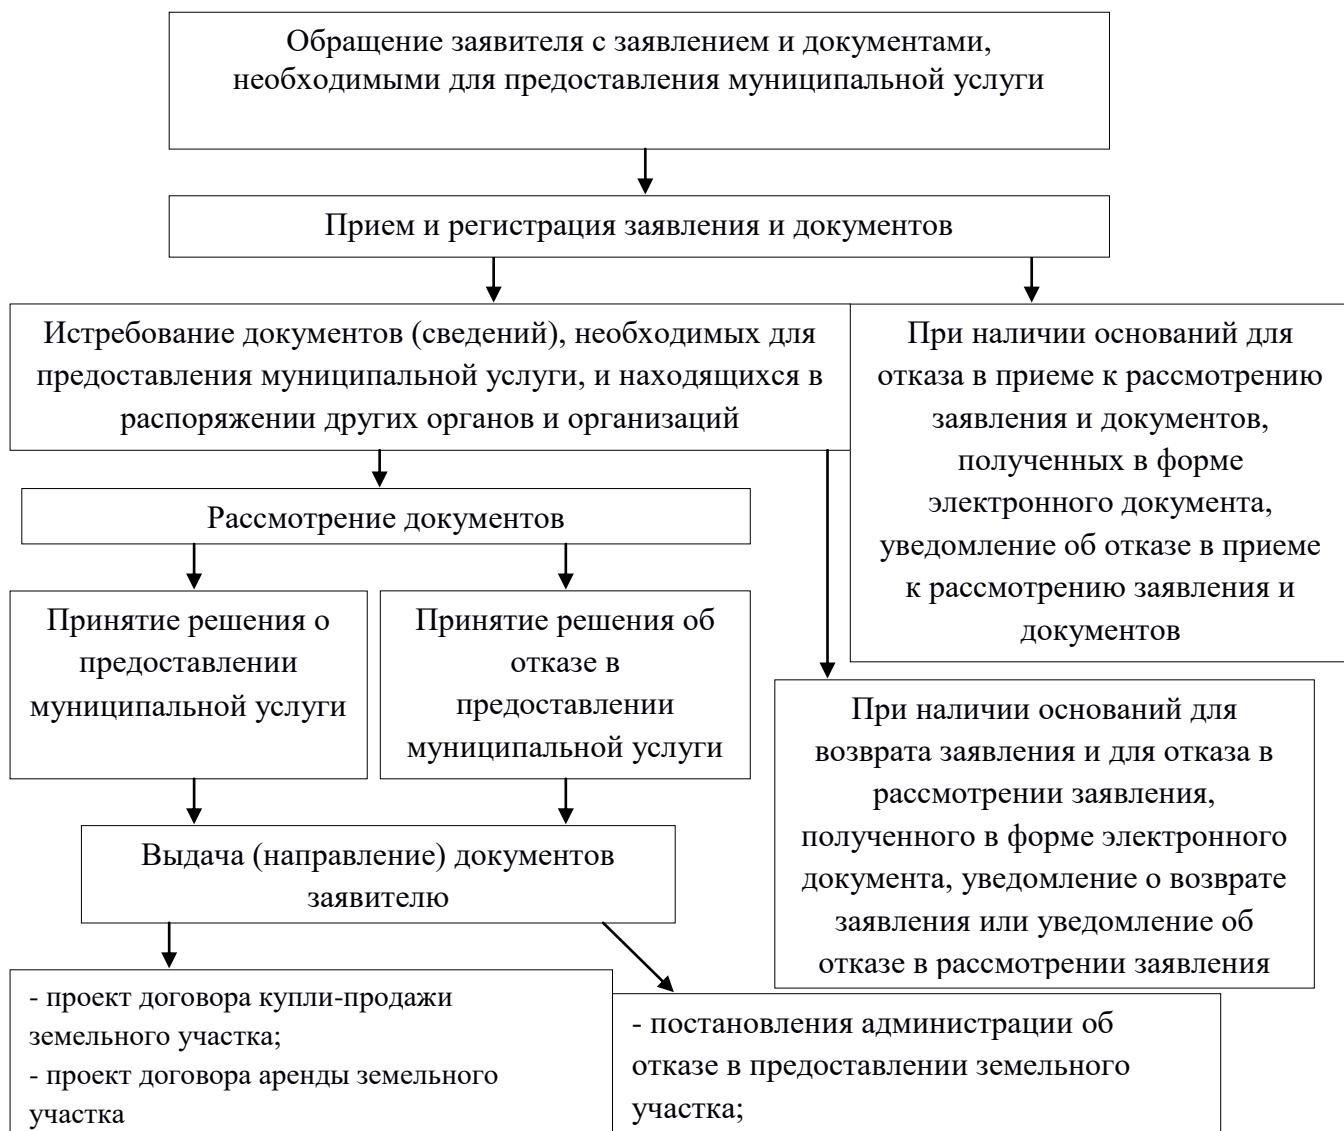 Обращение заявителя с заявлением и документами,
необходимыми для предоставления муниципальной услуги
Прием и регистрация заявления и документов
Истребование документов (сведений), необходимых для
предоставления муниципальной услуги, и находящихся в
распоряжении других органов и организаций
При наличии оснований для
отказа в приеме к рассмотрению
заявления и документов,
полученных в форме
электронного документа,
уведомление об отказе в приеме
к рассмотрению заявления и
документов
Рассмотрение документов
Принятие решения о
предоставлении
муниципальной услуги
Принятие решения об
отказе в
предоставлении
муниципальной услуги
При наличии оснований для
возврата заявления и для отказа в
рассмотрении заявления,
полученного в форме электронного
документа, уведомление о возврате
заявления или уведомление об
отказе в рассмотрении заявления
Выдача (направление) документов
заявителю
- проект договора купли-продажи
земельного участка;
- проект договора аренды земельного
участка
- постановления администрации об
отказе в предоставлении земельного
участка;